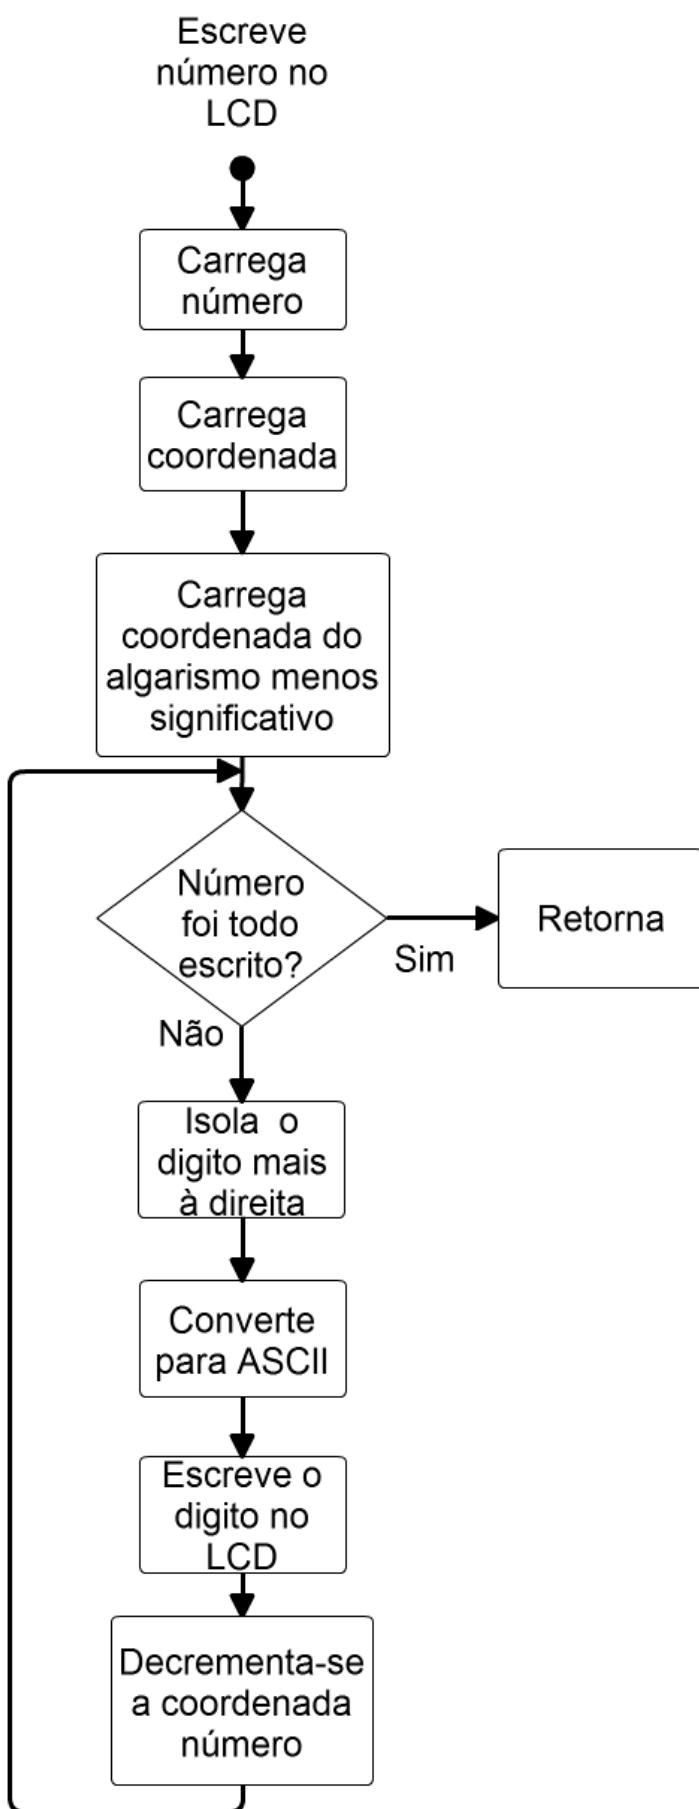 Escreve
número no
LCD
Carrega
número
Carrega
coordenada
Carrega
coordenada do
algarismo menos
significativo
Número
foi todo
escrito?
Sim
Retorna
Não
Isola o
digito mais
à direita
Converte
para ASCII
Escreve o
digito no
LCD
Decrementa-se
a coordenada
número